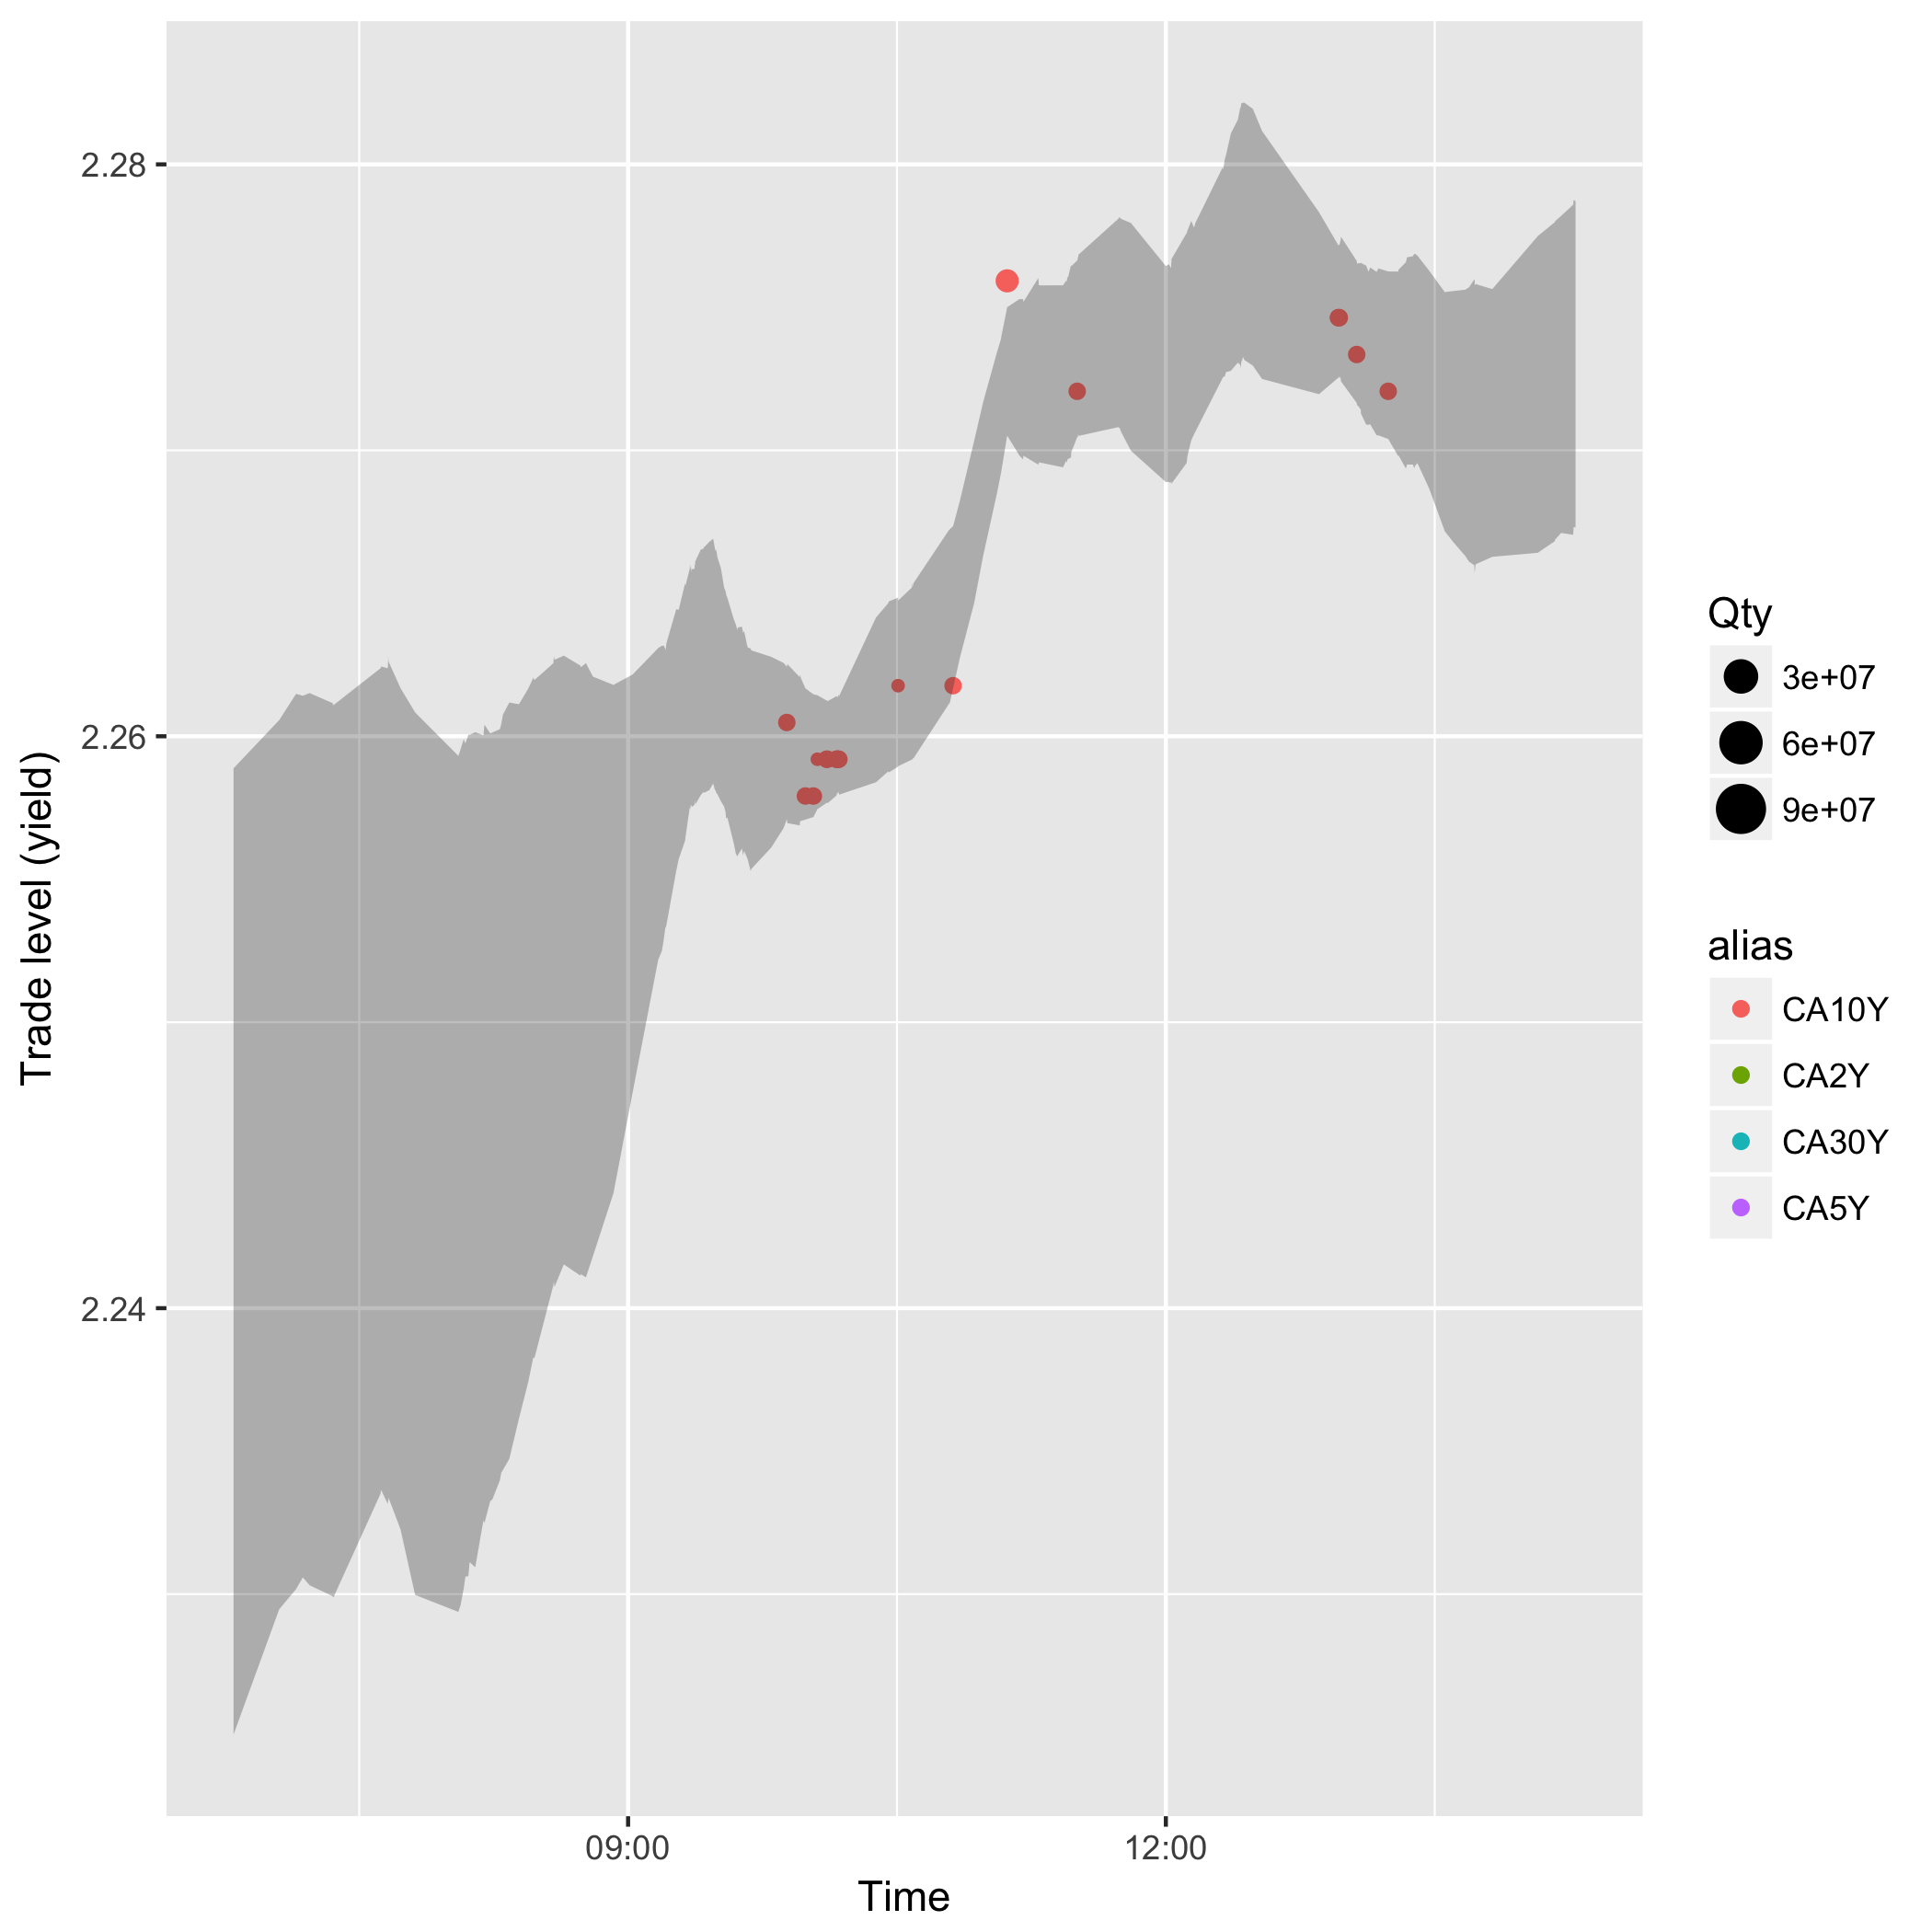 2.28
2.26
2.24
Trade level (yield)
09:00
12:00
Time
Qty
3e+07
6e+07
9e+07
alias
CA10Y
CA2Y
CA30Y
CA5Y